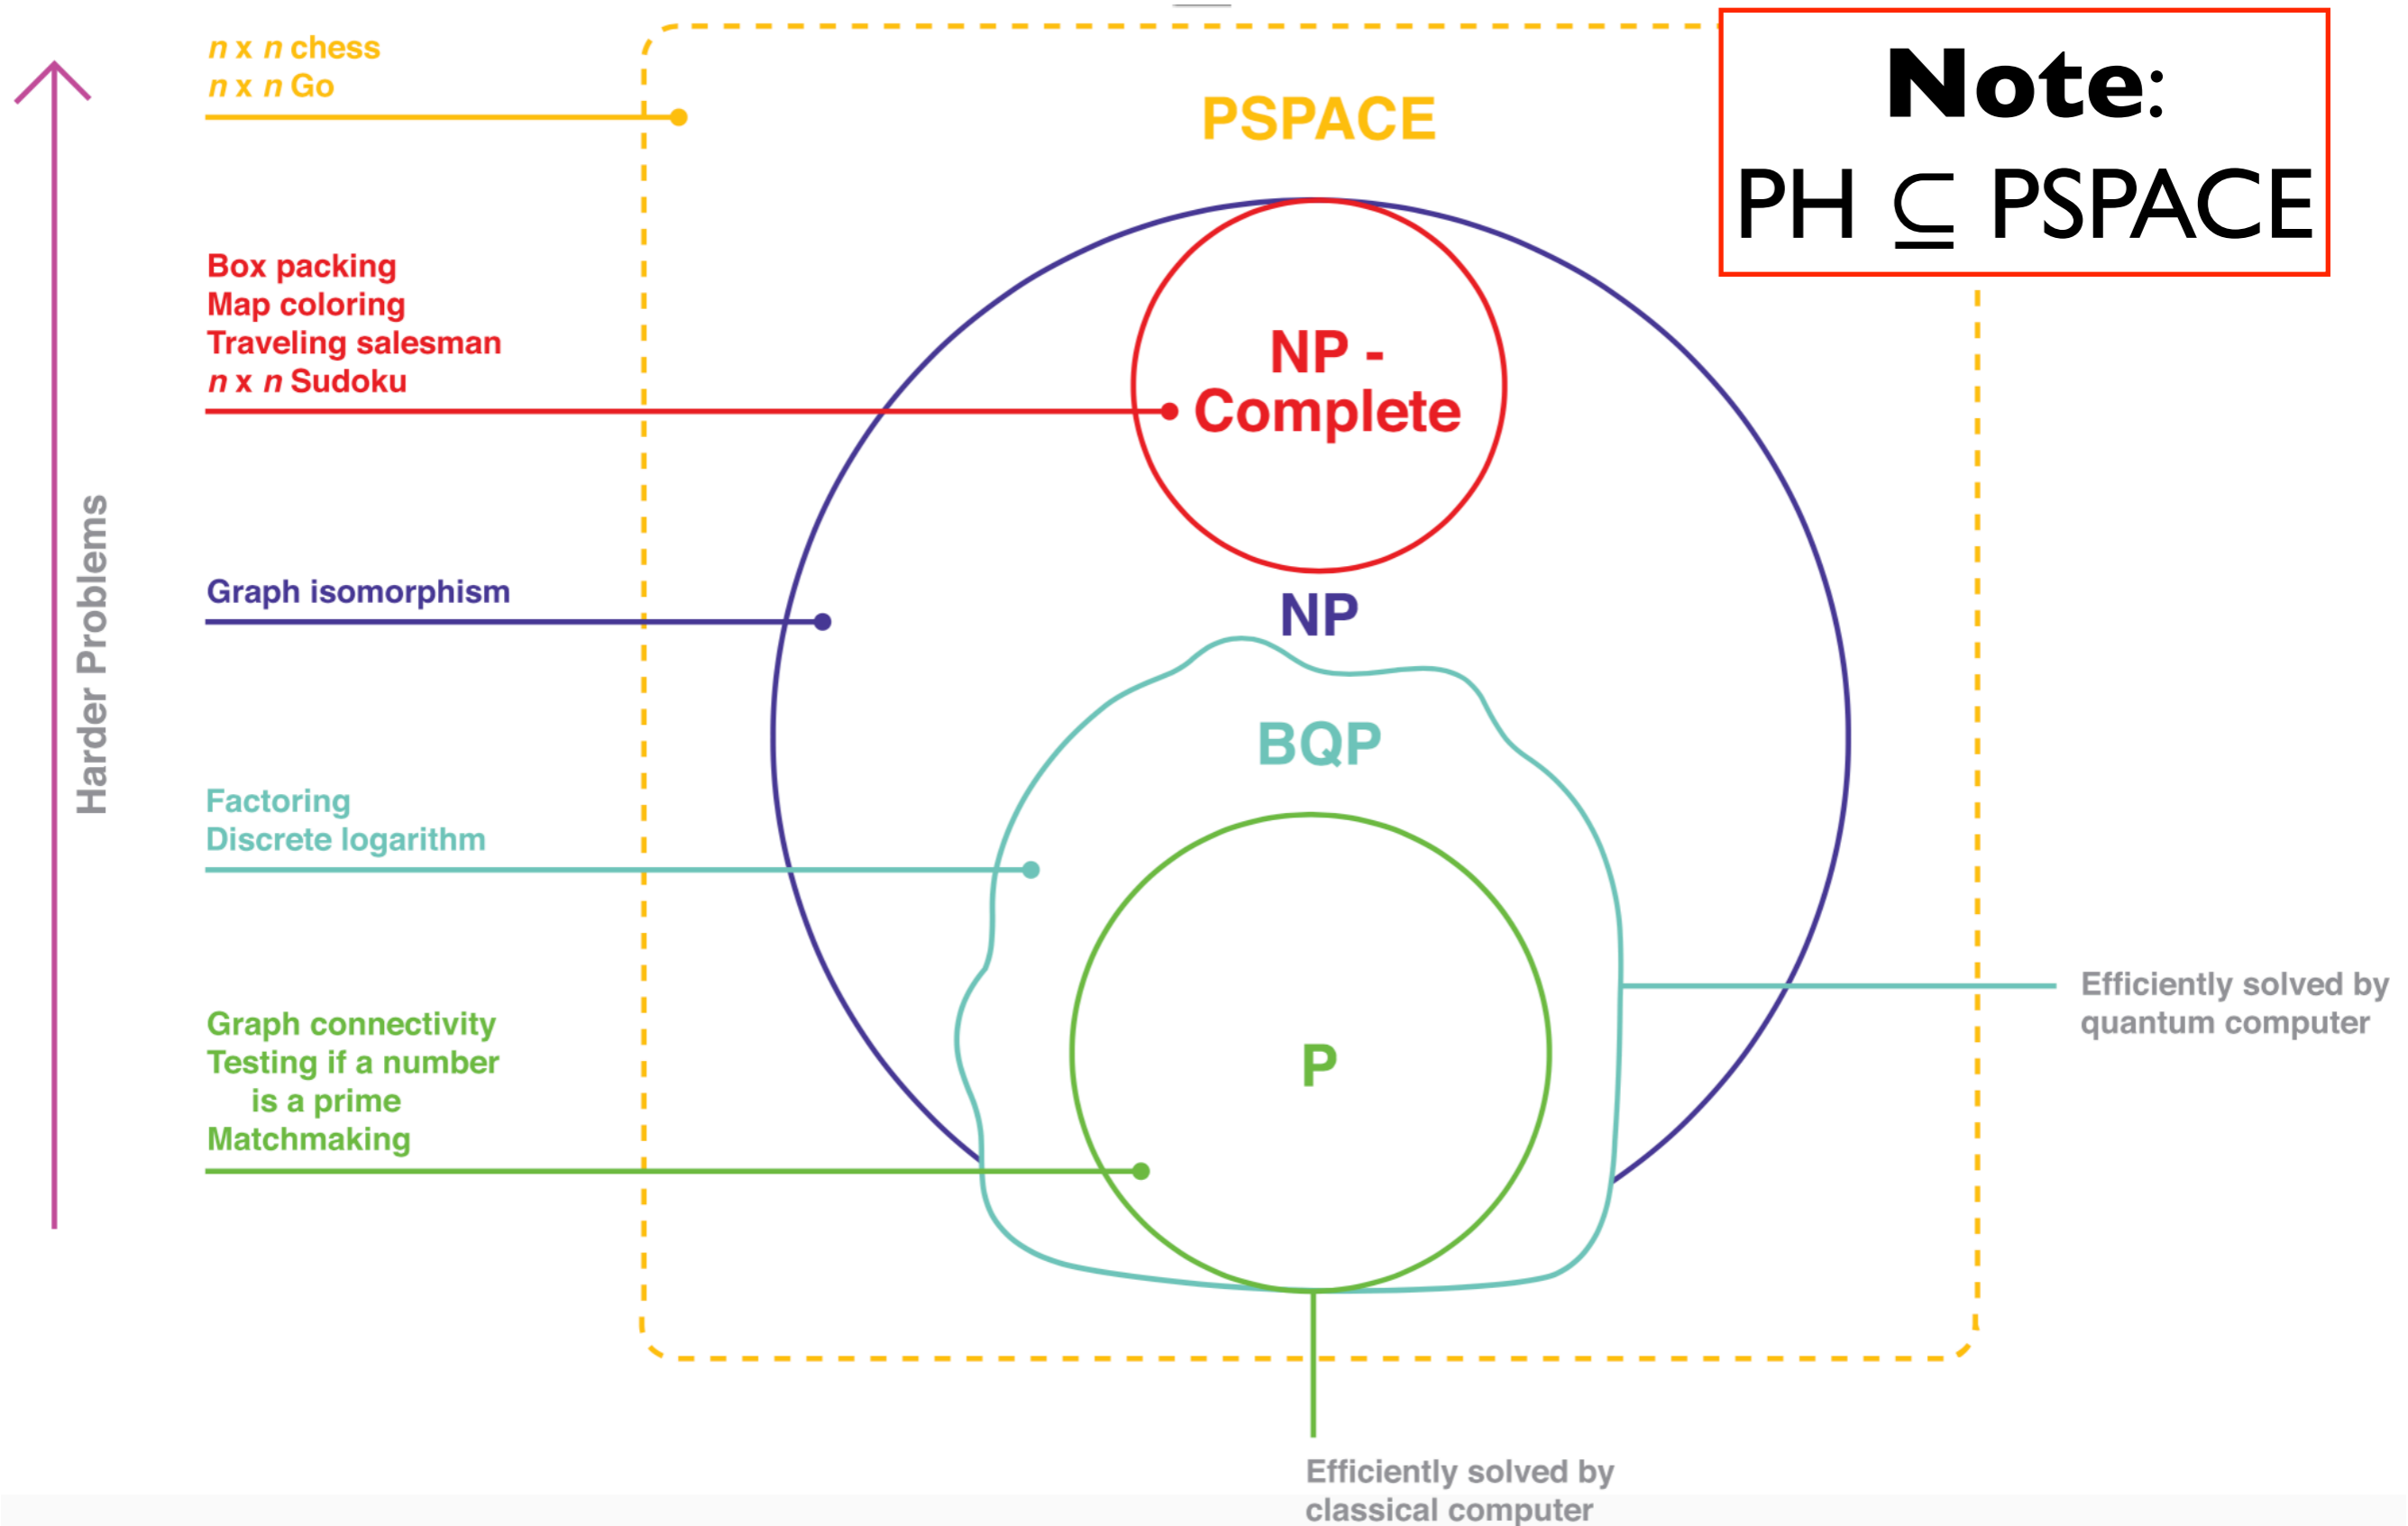 n x n chess
n x n Go
PSPACE
Note:
PH ⊆ PSPACE
Box packing
Map coloring
Traveling salesman
n x n Sudoku
NP -
Complete
Harder Problems
Graph isomorphism
NP
BQP
Factoring
Discrete logarithm
Efficiently solved by
quantum computer
Graph connectivity
Testing if a number
is a prime
Matchmaking
P
Efficiently solved by
classical computer